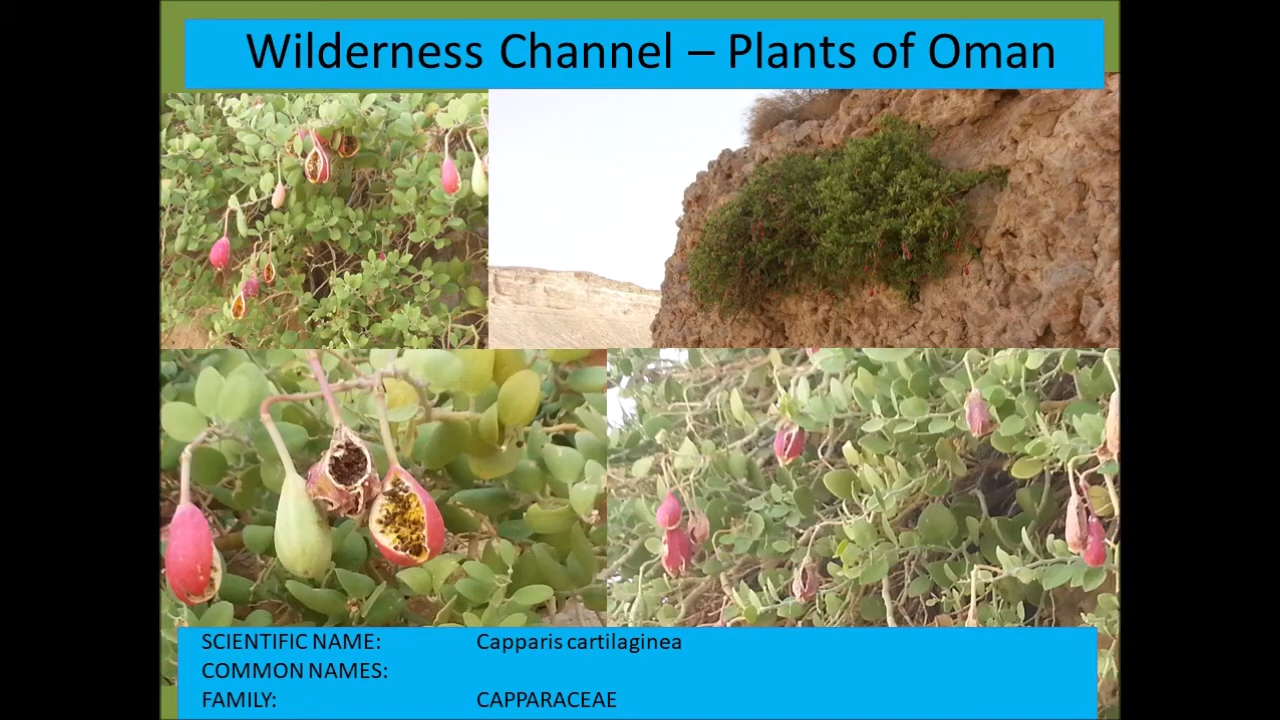 Wilderness Channel – Plants of Oman
SCIENTIFIC NAME: Capparis cartilaginea
COMMON NAMES:
FAMILY: CAPPARACEAE